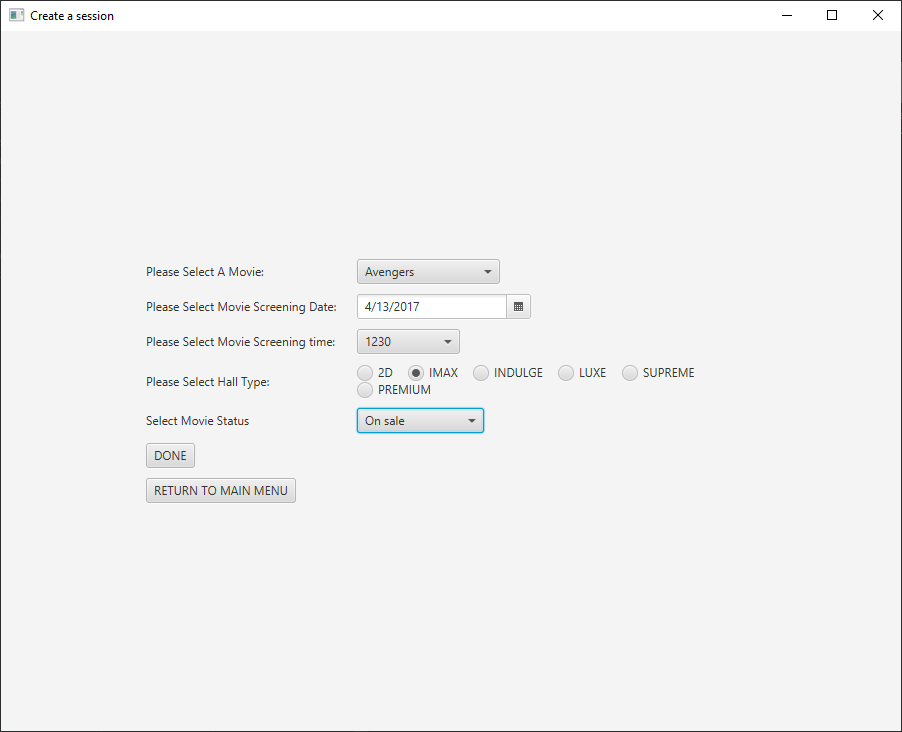 Create a session
Please Select A Movie: Avengers
Please Select Movie Screening Date: 4/13/2017
Please Select Movie Screening time: 1230
Please Select Hall Type: 2D IMAX INDULGE LUXE SUPREME
PREMIUM
Select Movie Status On sale
DONE
RETURN TO MAIN MENU